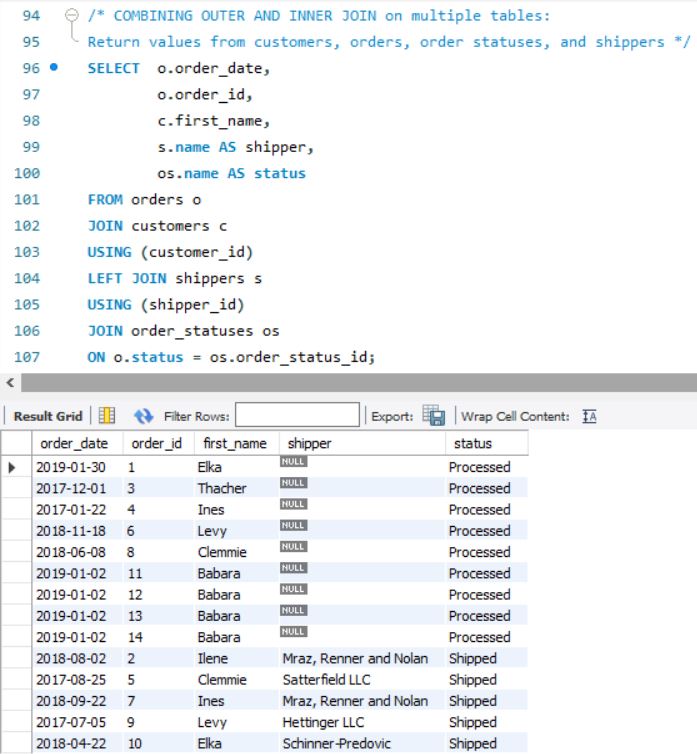 94 /* COMBINING OUTER AND INNER JOIN on multiple tables:
95 Return values from customers, orders, order statuses, and shippers */
96 SELECT o.order_date,
97 o.order_id,
98 c.first_name,
99 s.name AS shipper,
100 os.name AS status
101 FROM orders o
102 JOIN customers c
103 USING (customer_id)
104 LEFT JOIN shippers s
105 USING (shipper_id)
106 JOIN order_statuses os
107 ON o.status = os.order_status_id;
Result Grid Filter Rows: Export: Wrap Cell Content: IA
order_date order_id first_name shipper status
2019-01-30 1 Elka NULL Processed
2017-12-01 3 Thacher NULL Processed
2017-01-22 4 Ines NULL Processed
2018-11-18 6 Levy NULL Processed
2018-06-08 8 Clemmie NULL Processed
2019-01-02 11 Babara NULL Processed
2019-01-02 12 Babara NULL Processed
2019-01-02 13 Babara NULL Processed
2019-01-02 14 Babara NULL Processed
2018-08-02 2 Ilene Mraz, Renner and Nolan Shipped
2017-08-25 5 Clemmie Satterfield LLC Shipped
2018-09-22 7 Ines Mraz, Renner and Nolan Shipped
2017-07-05 9 Levy Hettinger LLC Shipped
2018-04-22 10 Elka Schinner-Predovic Shipped